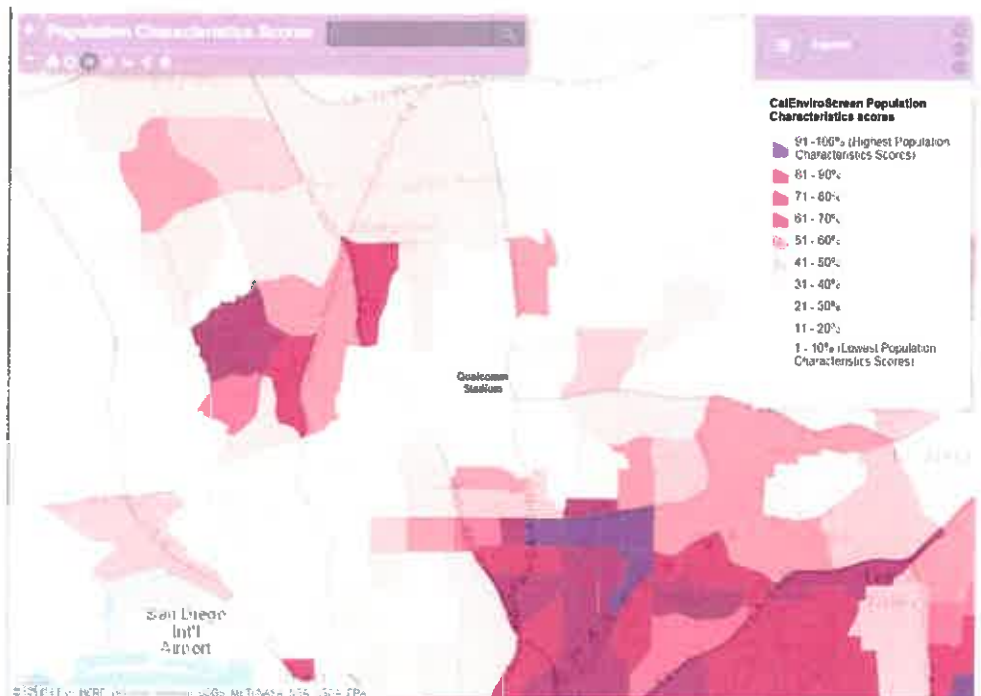 Population Characteristics Scores
Legend
CalEnviroScreen Population
Characteristics scores
91 -100% (Highest Population
Characteristics Scores)
81 - 90%
71 - 80%
61 - 70%
51 - 60%
41 - 50%
31 - 40%
21 - 30%
11 - 20%
1 - 10% (Lowest Population
Characteristics Scores)
Qualcomm
Stadium
San Diego
Int'l
Airport